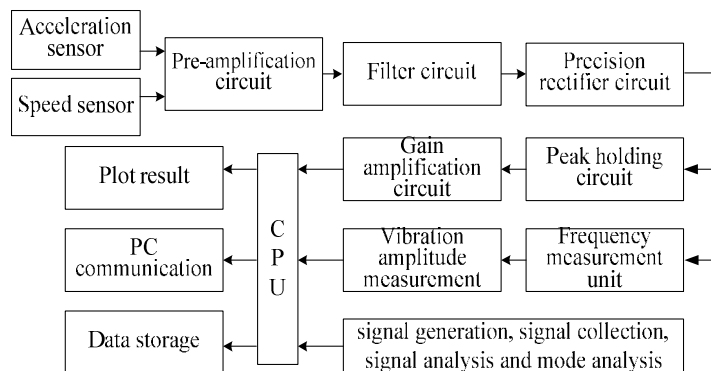 Acceleration
sensor
Speed sensor
Pre-amplification
circuit
Filter circuit
Precision
rectifier circuit
Plot result
Gain
amplification
circuit
Peak holding
circuit
C
P
U
PC
communication
Vibration
amplitude
measurement
Frequency
measurement
unit
Data storage
signal generation, signal collection,
signal analysis and mode analysis